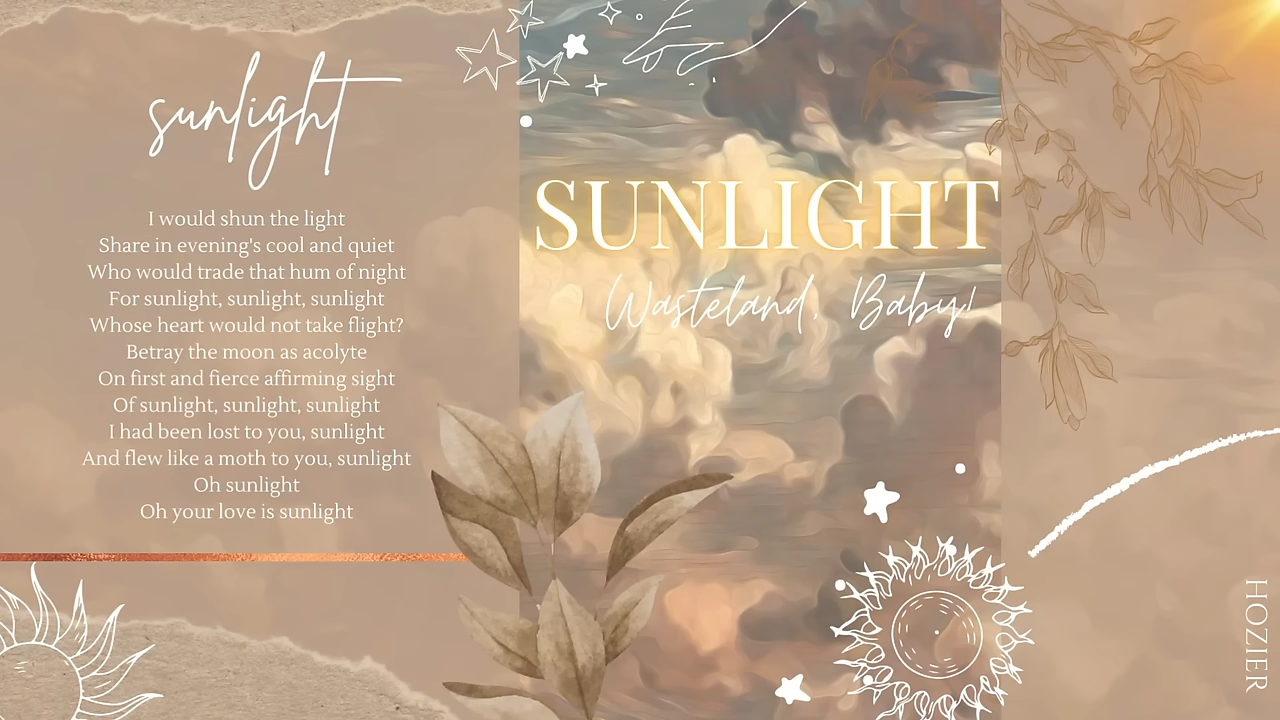 sunlight
I would shun the light
Share in evening's cool and quiet
Who would trade that hum of night
For sunlight, sunlight, sunlight
Whose heart would not take flight?
Betray the moon as acolyte
On first and fierce affirming sight
Of sunlight, sunlight, sunlight
I had been lost to you, sunlight
And flew like a moth to you, sunlight
Oh sunlight
Oh your love is sunlight
SUNLIGHT
Wasteland, Baby!
HOZIER